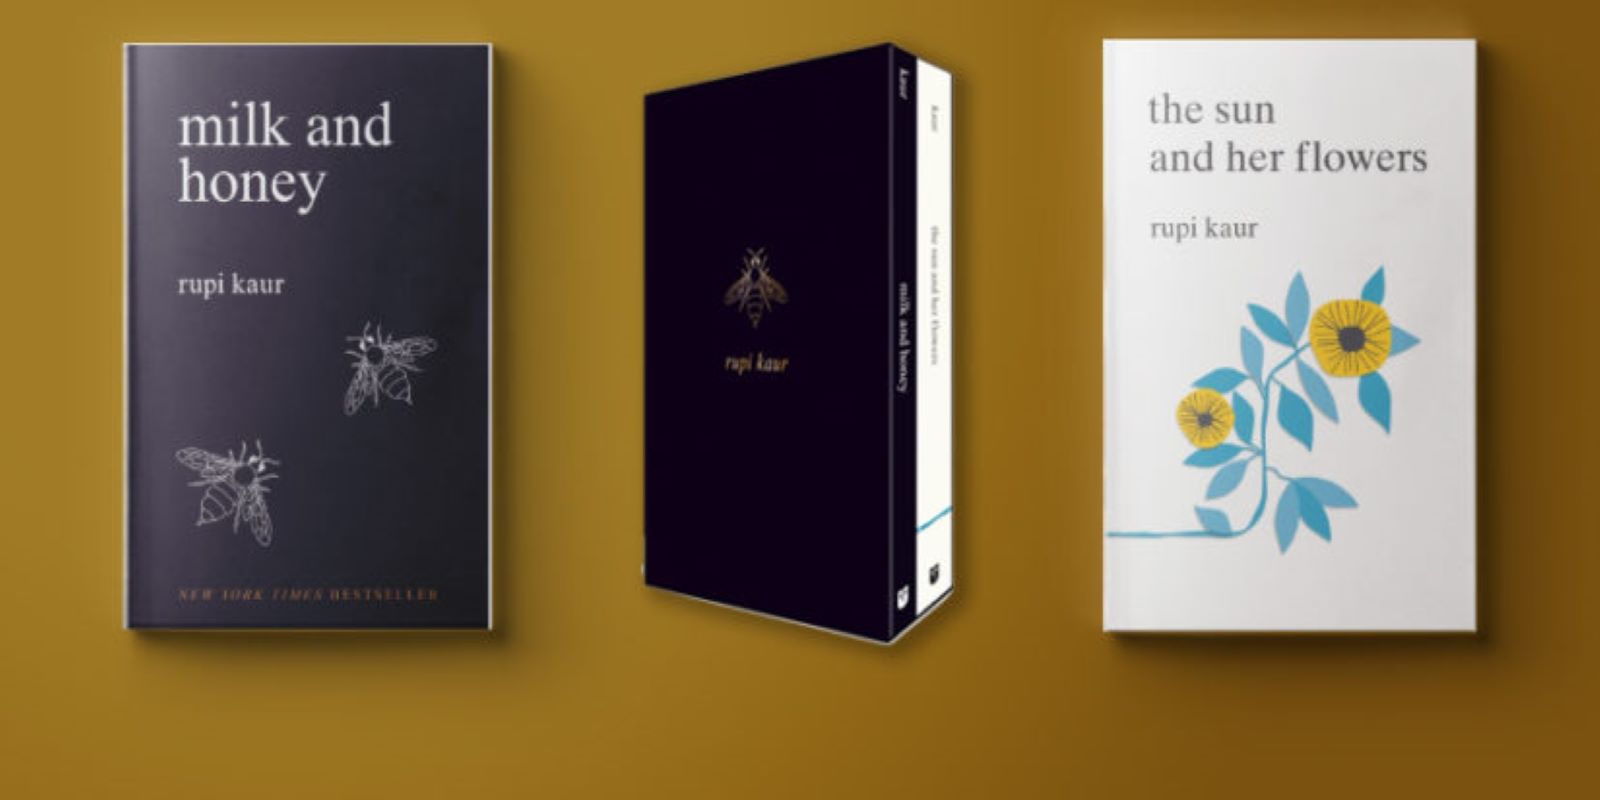 milk and
honey
rupi kaur
NEW YORK TIMES BESTSELLER
rupi kaur
kaur
milk and honey
kaur
the sun and her flowers
the sun
and her flowers
rupi kaur